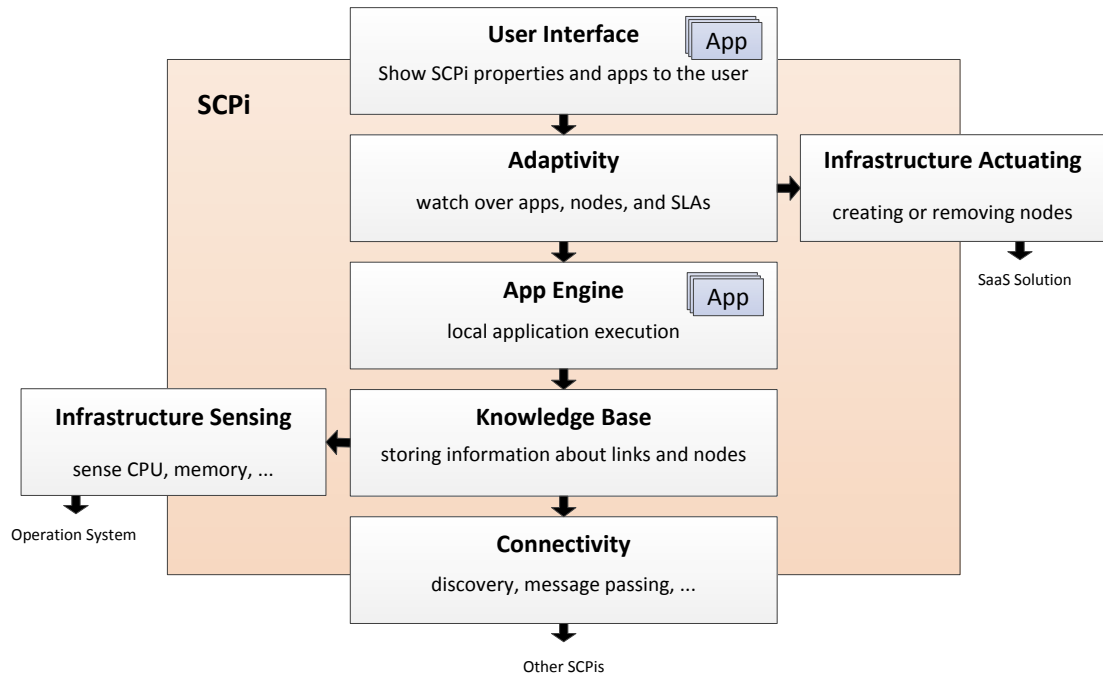 User Interface
App
Show SCPi properties and apps to the user
SCPi
Adaptivity
watch over apps, nodes, and SLAs
Infrastructure Actuating
creating or removing nodes
SaaS Solution
App Engine
App
local application execution
Infrastructure Sensing
sense CPU, memory, ...
Operation System
Knowledge Base
storing information about links and nodes
Connectivity
discovery, message passing, ...
Other SCPis